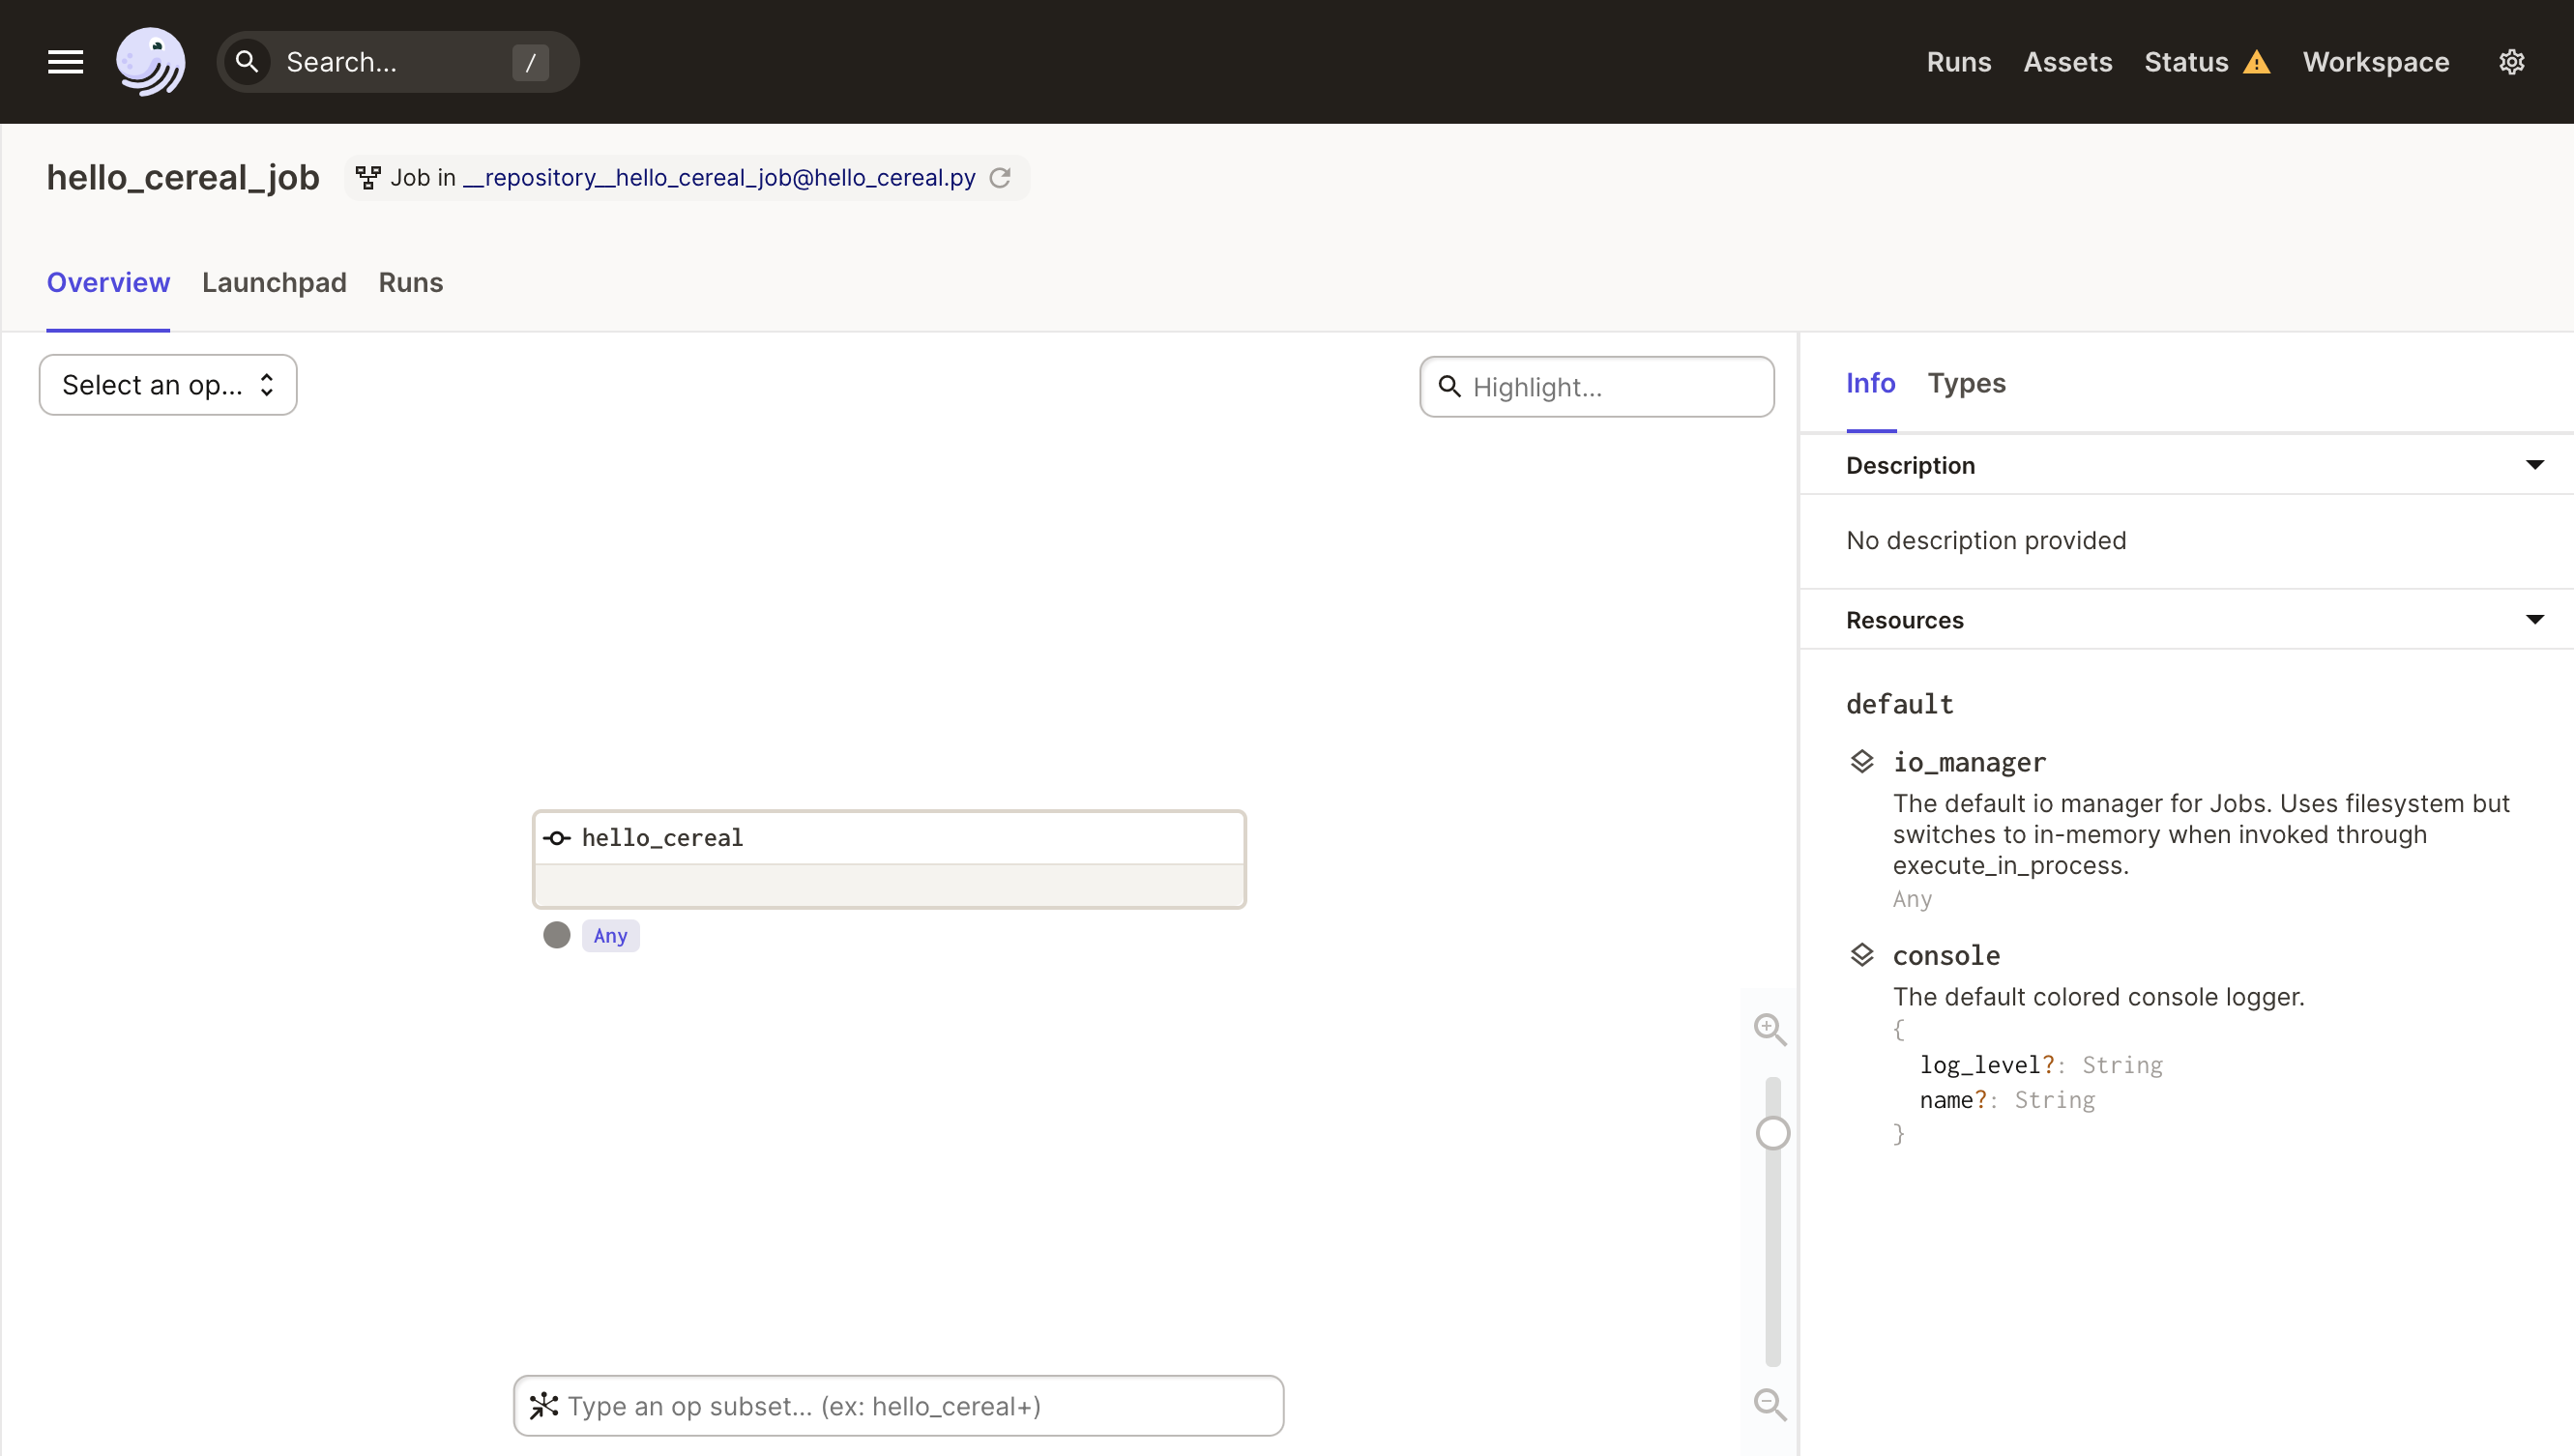 Search... /
Runs Assets Status Workspace
hello_cereal_job
Job in __repository__hello_cereal_job@hello_cereal.py
Overview Launchpad Runs
Select an op...
Highlight...
hello_cereal
Any
Type an op subset... (ex: hello_cereal+)
Info Types
Description
No description provided
Resources
default
io_manager
The default io manager for Jobs. Uses filesystem but
switches to in-memory when invoked through
execute_in_process.
Any
console
The default colored console logger.
{
log_level?: String
name?: String
}